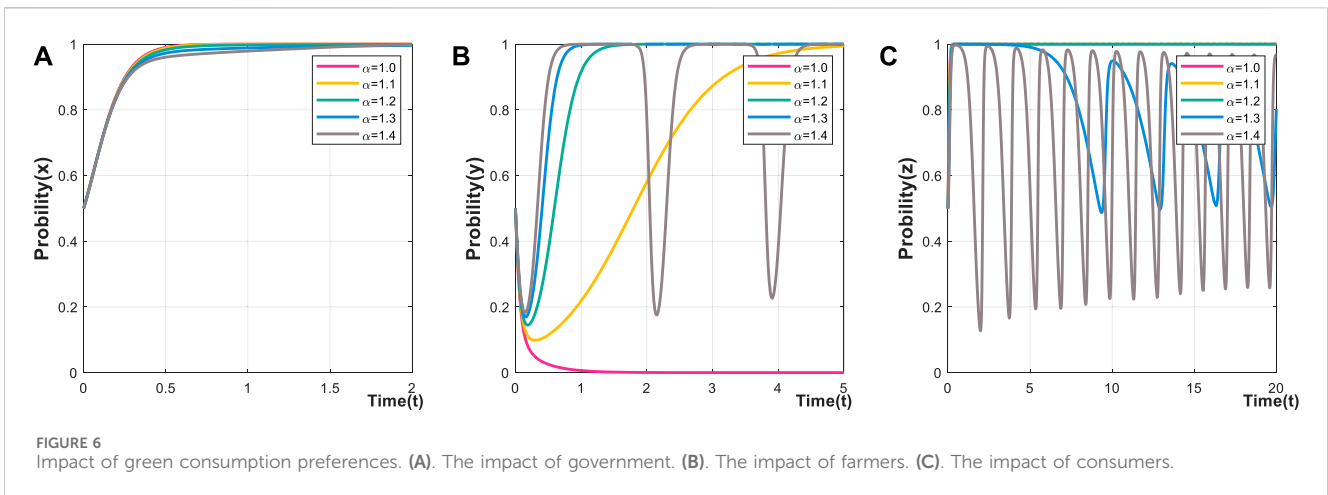 A
Probility(x)
1
0.8
0.6
0.4
0.2
0
0
0.5
1
1.5
2
Time(t)
α=1.0
α=1.1
α=1.2
α=1.3
α=1.4
B
Probility(y)
1
0.8
0.6
0.4
0.2
0
0
1
2
3
4
5
Time(t)
α=1.0
α=1.1
α=1.2
α=1.3
α=1.4
C
Probility(z)
1
0.8
0.6
0.4
0.2
0
0
5
10
15
20
Time(t)
α=1.0
α=1.1
α=1.2
α=1.3
α=1.4
FIGURE 6
Impact of green consumption preferences. (A). The impact of government. (B). The impact of farmers. (C). The impact of consumers.